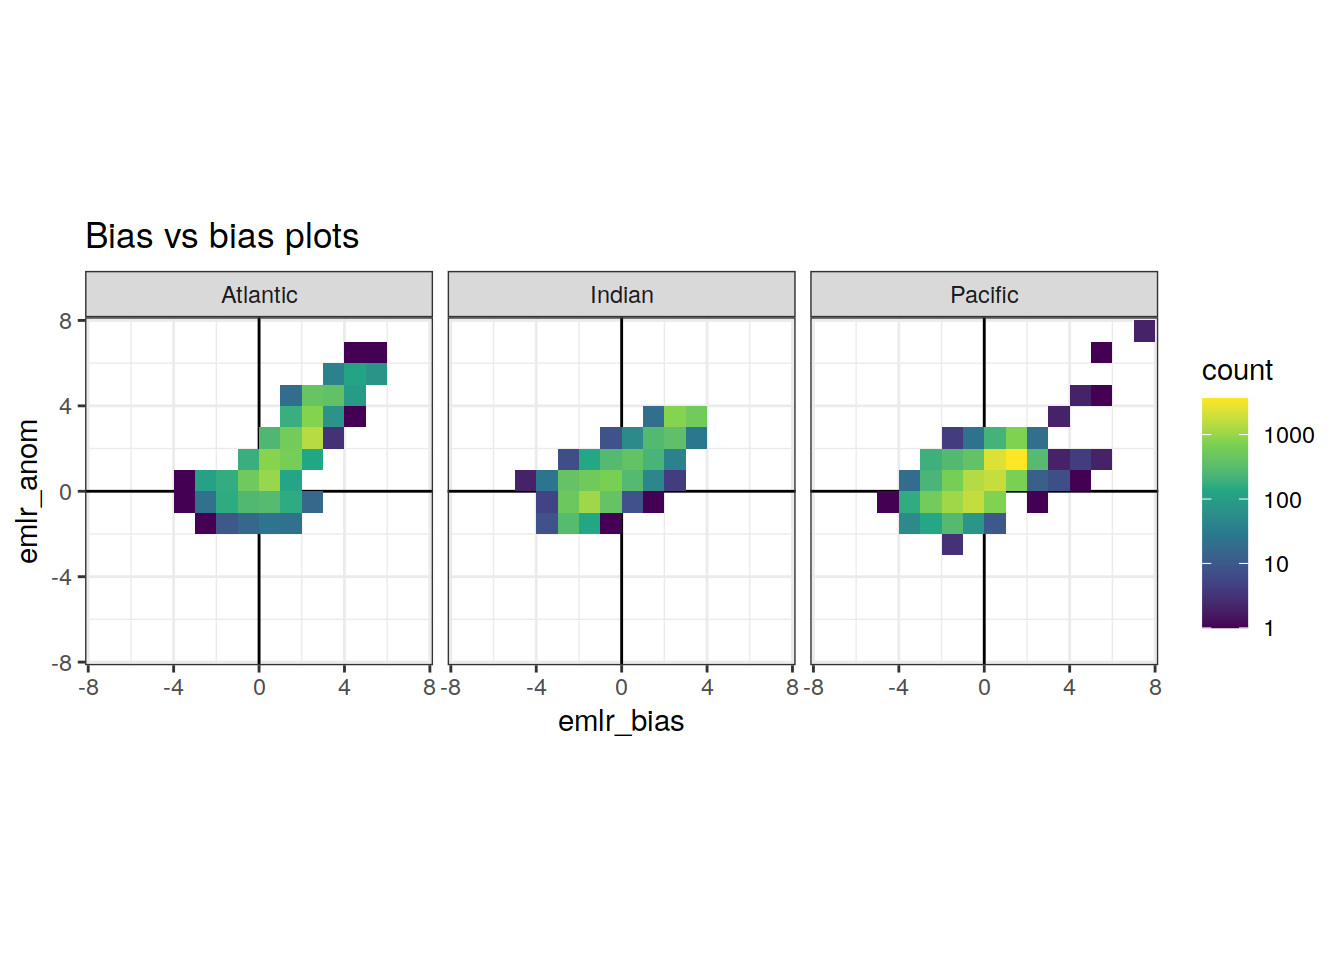 Bias vs bias plots
Atlantic Indian Pacific
8
4
0
-4
-8
emlr_anom
-8 -4 0 4 8 -8 -4 0 4 8 -8 -4 0 4 8
emlr_bias
count
1000
100
10
1